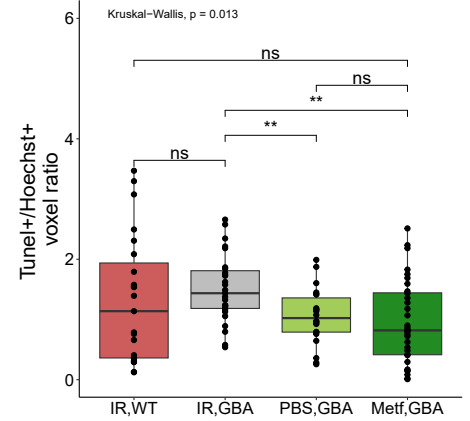 Kruskal−Wallis, p = 0.013
6
4
2
0
Tunel+/Hoechst+
voxel ratio
ns
ns
**
**
ns
IR,WT
IR,GBA
PBS,GBA
Metf,GBA